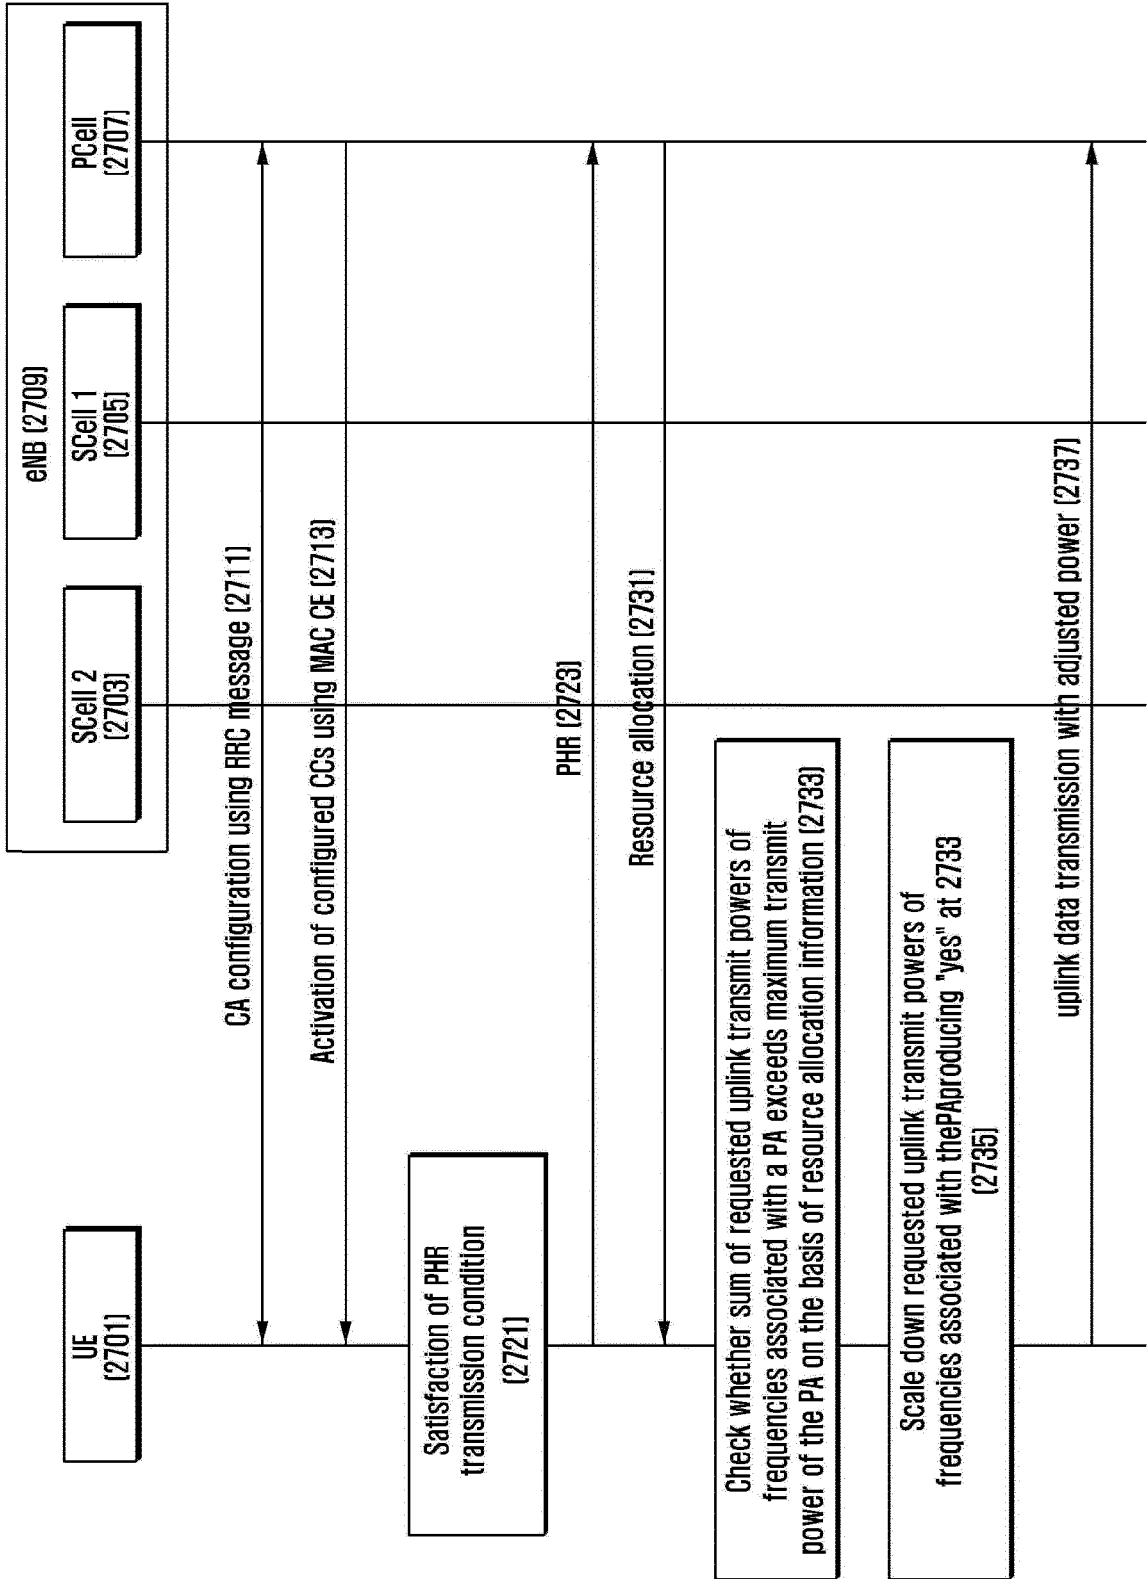 eNB (2709)
UE
(2701)
SCell 2
(2703)
SCell 1
(2705)
PCell
(2707)
CA configuration using RRC message (2711)
Activation of configured CCs using MAC CE (2713)
Satisfaction of PHR
transmission condition
(2721)
PHR (2723)
Resource allocation (2731)
Check whether sum of requested uplink transmit powers of
frequencies associated with a PA exceeds maximum transmit
power of the PA on the basis of resource allocation information (2733)
Scale down requested uplink transmit powers of
frequencies associated with thePAproducing "yes" at 2733
(2735)
uplink data transmission with adjusted power (2737)